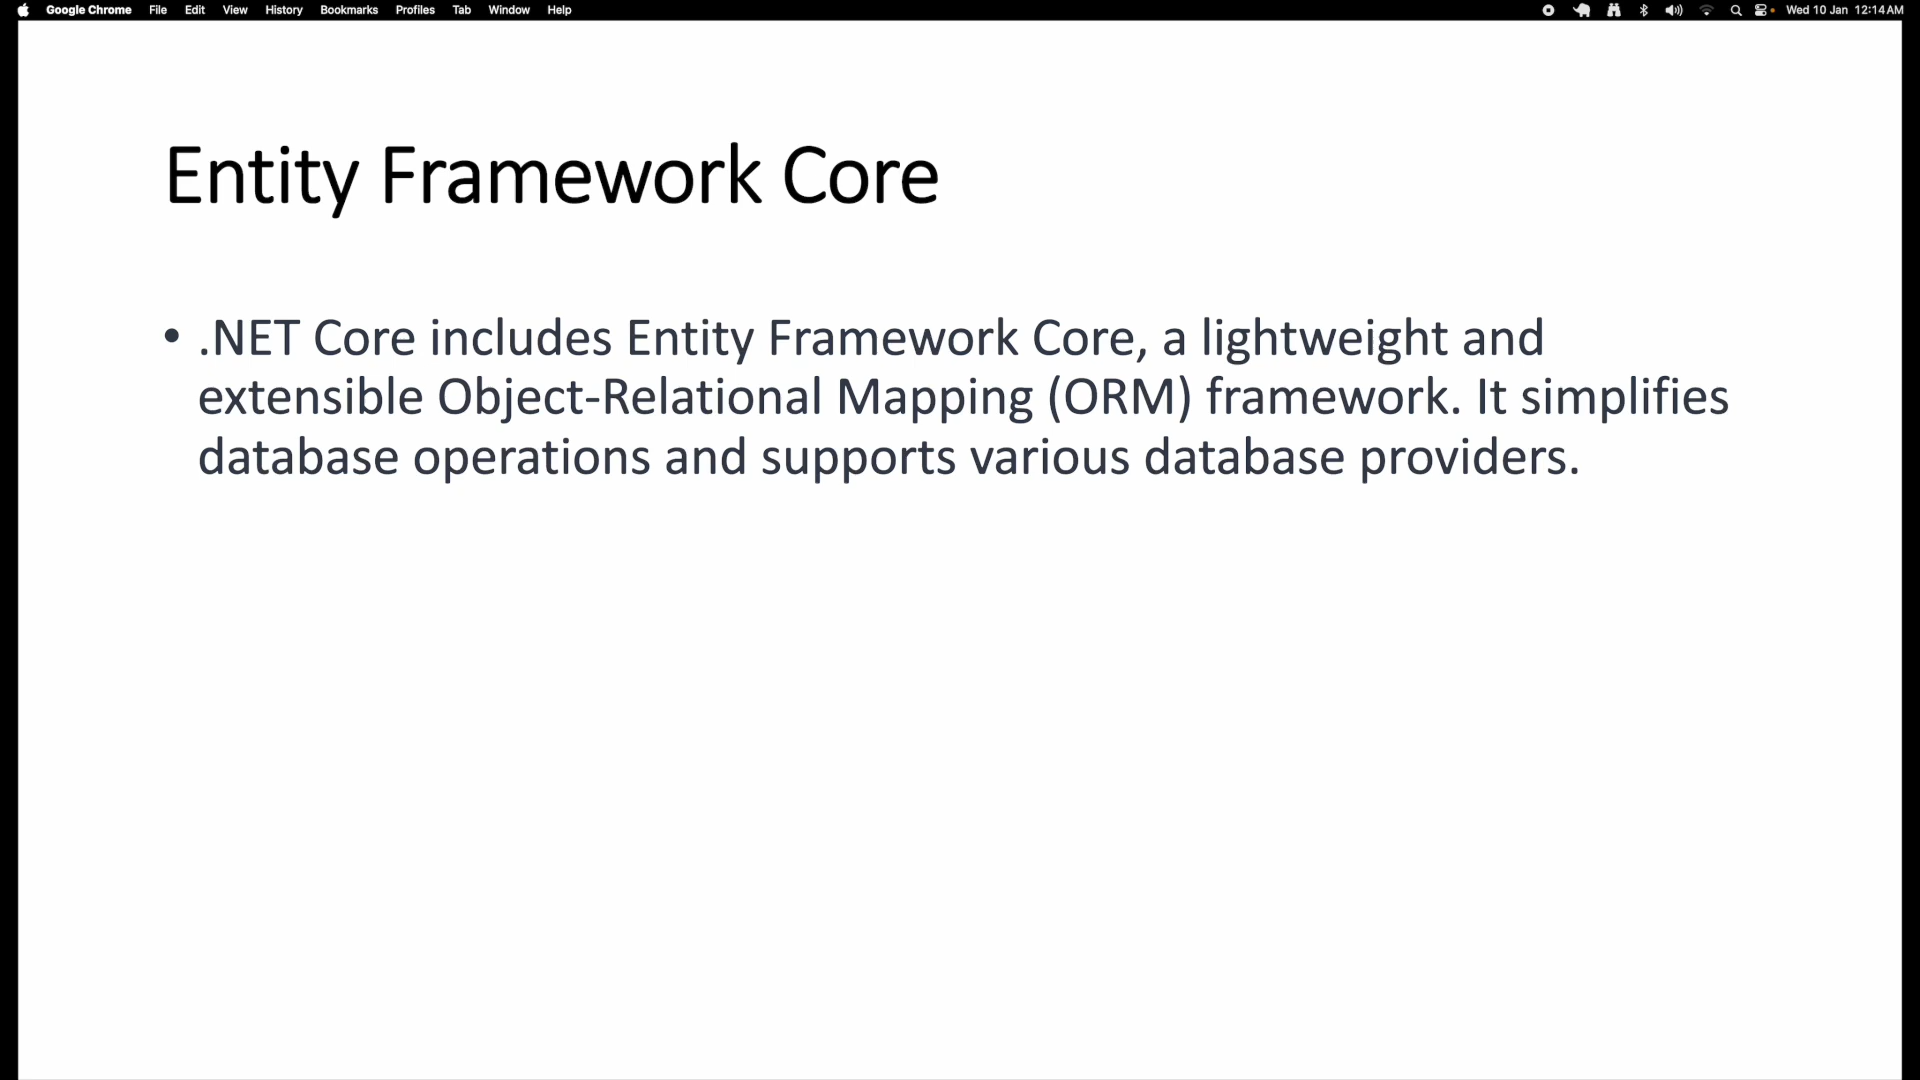 Google Chrome File Edit View History Bookmarks Profiles Tab Window Help Wed 10 Jan 12:14 AM
Entity Framework Core
• .NET Core includes Entity Framework Core, a lightweight and
extensible Object-Relational Mapping (ORM) framework. It simplifies
database operations and supports various database providers.